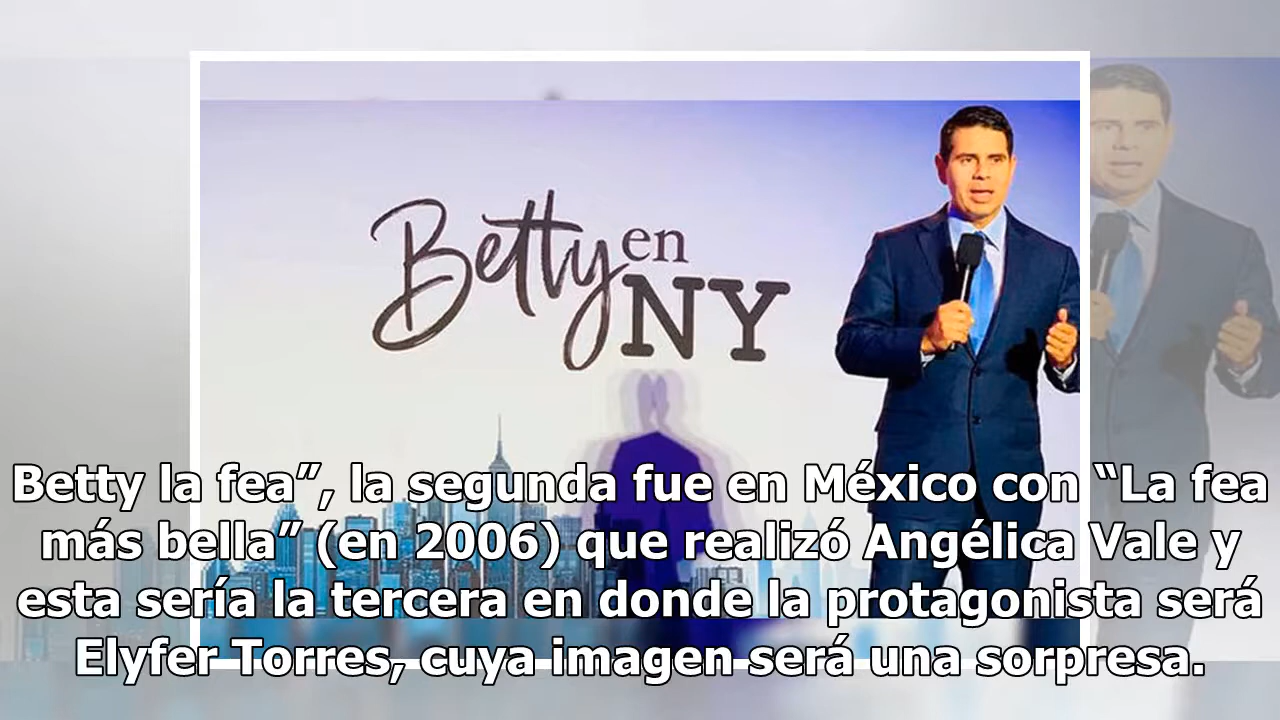 Betty en
NY
Betty la fea”, la segunda fue en México con “La fea
más bella” (en 2006) que realizó Angélica Vale y
esta sería la tercera en donde la protagonista será
Elyfer Torres, cuya imagen será una sorpresa.